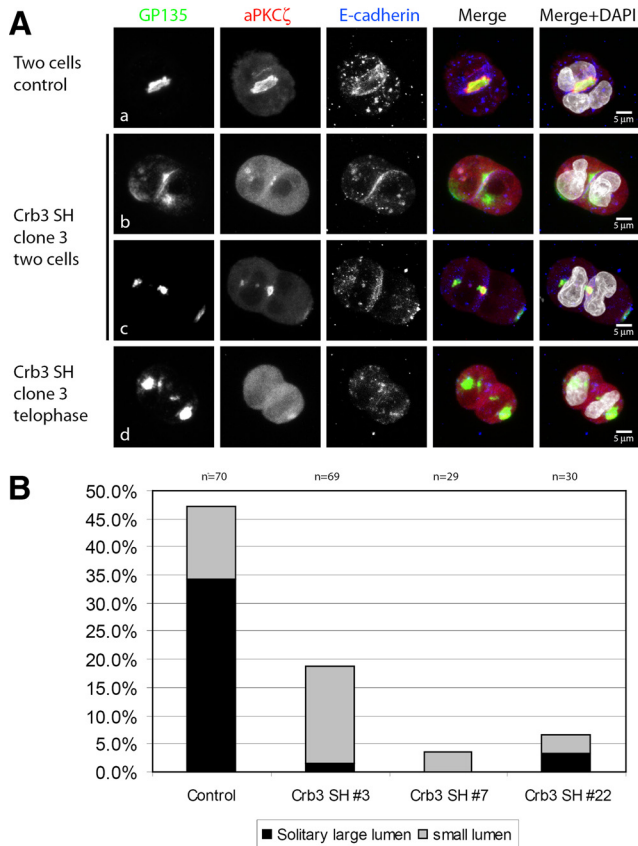 A
GP135 aPKCζ E-cadherin Merge Merge+DAPI
Two cells
control
a
5 µm
Crb3 SH
clone 3
two cells
b
5 µm
c
5 µm
Crb3 SH
clone 3
telophase
d
5 µm
B
n=70 n=69 n=29 n=30
50.0%
45.0%
40.0%
35.0%
30.0%
25.0%
20.0%
15.0%
10.0%
5.0%
0.0%
Control Crb3 SH #3 Crb3 SH #7 Crb3 SH #22
Solitary large lumen small lumen